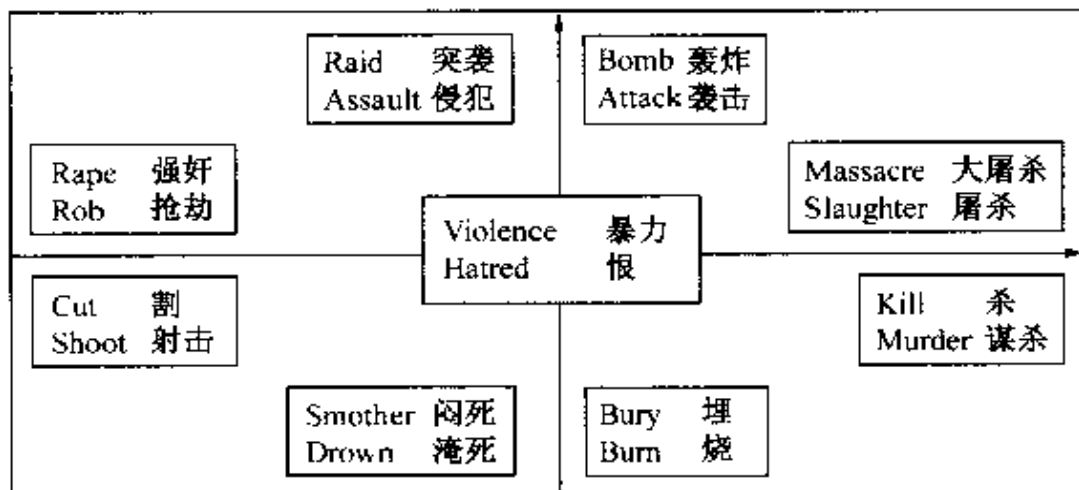 Raid 突袭
Assault 侵犯
Bomb 轰炸
Attack 袭击
Rape 强奸
Rob 抢劫
Massacre 大屠杀
Slaughter 屠杀
Violence 暴力
Hatred 恨
Cut 割
Shoot 射击
Kill 杀
Murder 谋杀
Smother 闷死
Drown 淹死
Bury 埋
Burn 烧